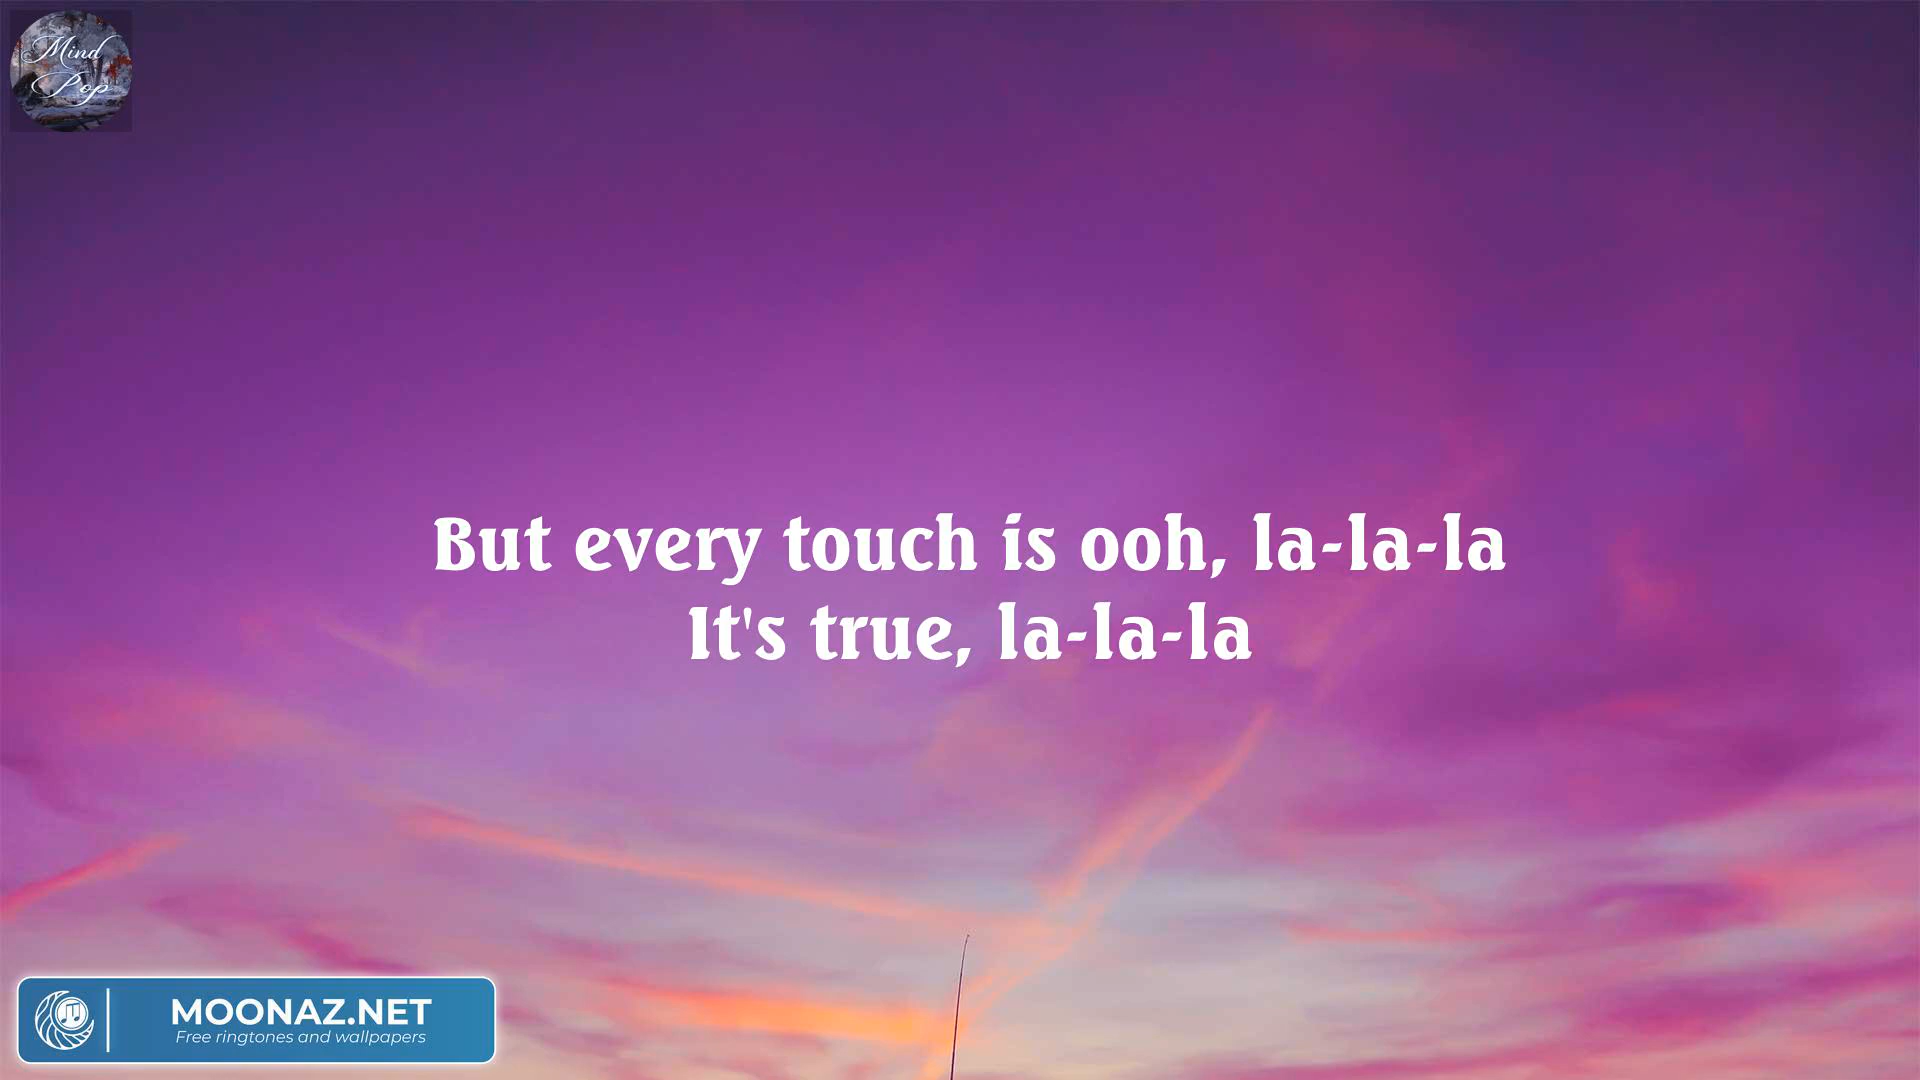 Mind
Pop
But every touch is ooh, la-la-la
It's true, la-la-la
MOONAZ.NET
Free ringtones and wallpapers